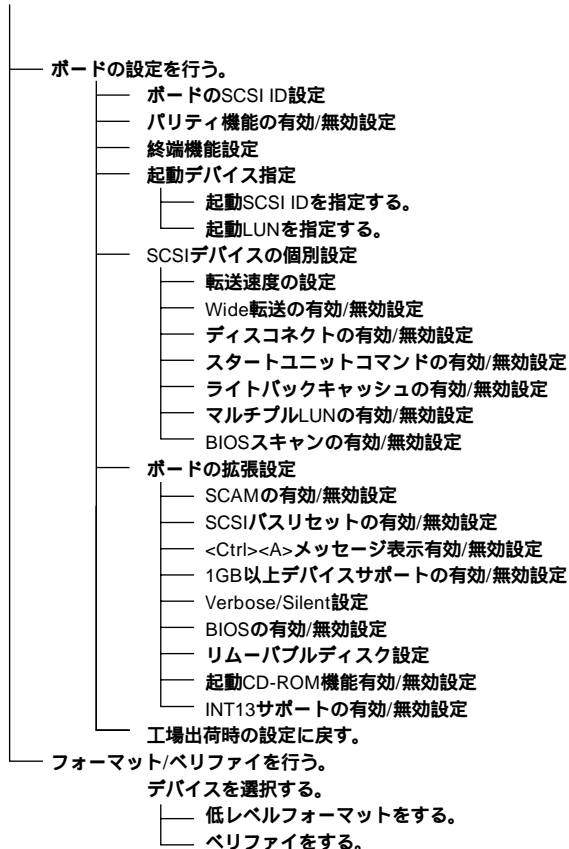 ボードの設定を行う。
ボードのSCSI ID設定
パリティ機能の有効/無効設定
終端機能設定
起動デバイス指定
起動SCSI IDを指定する。
起動LUNを指定する。
SCSIデバイスの個別設定
転送速度の設定
Wide転送の有効/無効設定
ディスコネクトの有効/無効設定
スタートユニットコマンドの有効/無効設定
ライトバックキャッシュの有効/無効設定
マルチプルLUNの有効/無効設定
BIOSスキャンの有効/無効設定
ボードの拡張設定
SCAMの有効/無効設定
SCSIバスリセットの有効/無効設定
<Ctrl><A>メッセージ表示有効/無効設定
1GB以上デバイスサポートの有効/無効設定
Verbose/Silent設定
BIOSの有効/無効設定
リムーバブルディスク設定
起動CD-ROM機能有効/無効設定
INT13サポートの有効/無効設定
工場出荷時の設定に戻す。
フォーマット/ベリファイを行う。
デバイスを選択する。
低レベルフォーマットをする。
ベリファイをする。